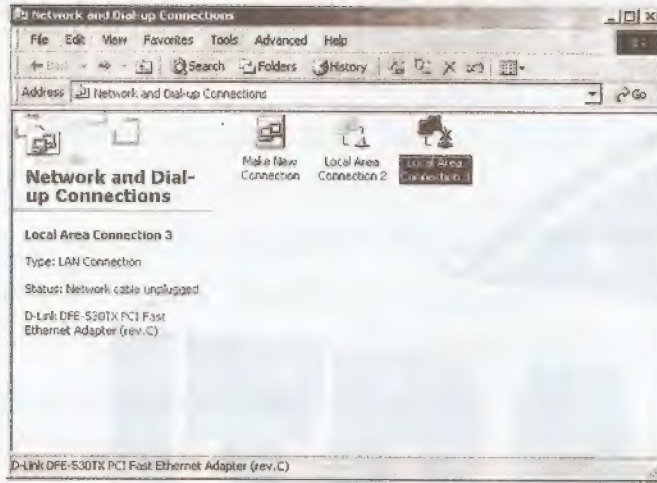 Network and Dial-up Connections
File Edit View Favorites Tools Advanced Help
Back Search Folders History
Address Network and Dial-up Connections Go
Make New Connection
Local Area Connection 2
Local Area Connection 3
Network and Dial-up Connections
Local Area Connection 3
Type: LAN Connection
Status: Network cable unplugged
D-Link DFE-530TX PCI Fast
Ethernet Adapter (rev.C)
D-Link DFE-530TX PCI Fast Ethernet Adapter (rev.C)